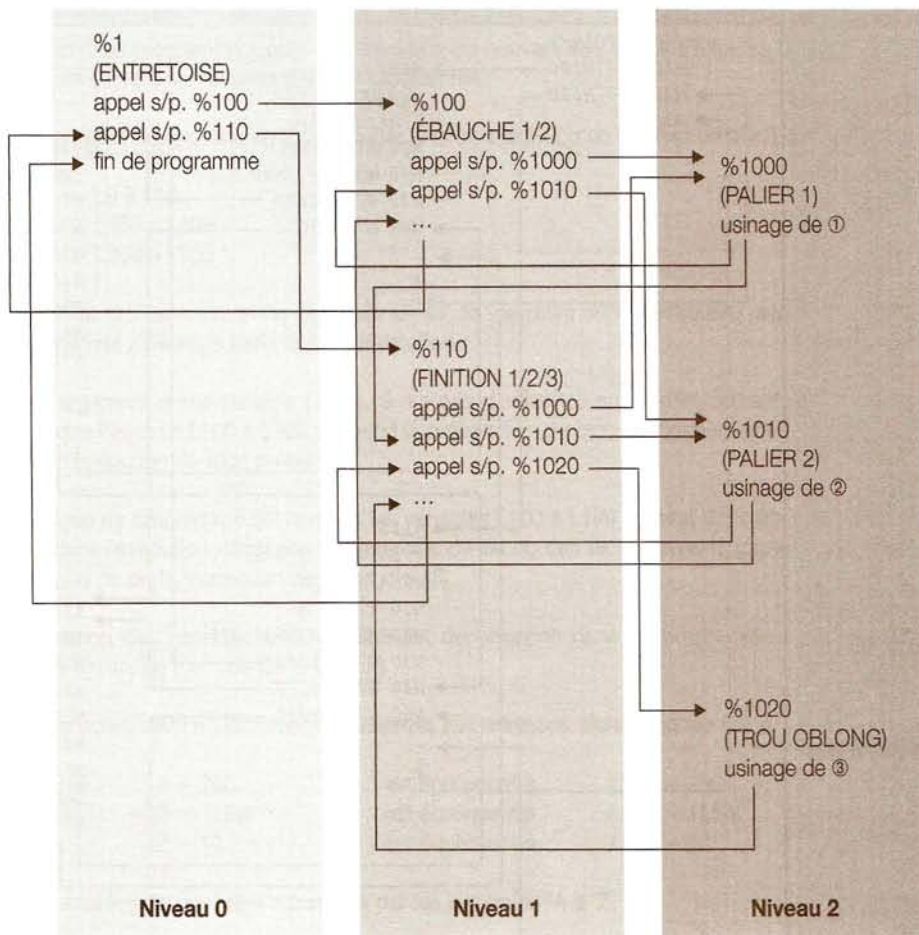 %1
(ENTRETOISE)
appel s/p. %100
appel s/p. %110
fin de programme
%100
(ÉBAUCHE 1/2)
appel s/p. %1000
appel s/p. %1010
...
%110
(FINITION 1/2/3)
appel s/p. %1000
appel s/p. %1010
appel s/p. %1020
...
%1000
(PALIER 1)
usinage de ①
%1010
(PALIER 2)
usinage de ②
%1020
(TROU OBLONG)
usinage de ③
Niveau 0
Niveau 1
Niveau 2